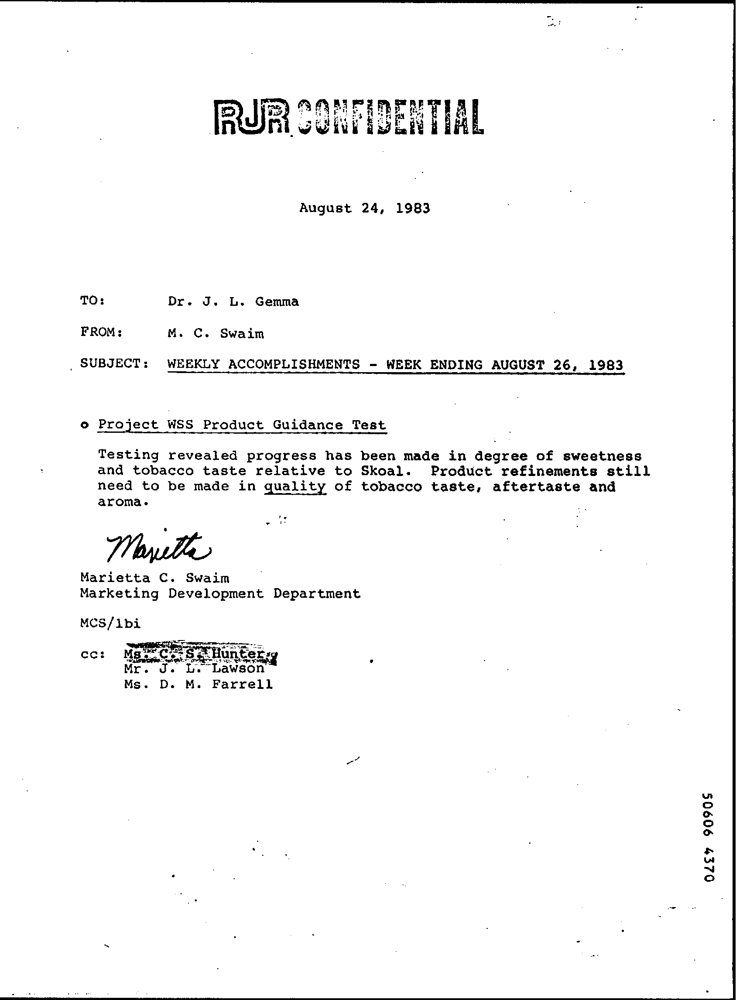 RJR CONFIDENTIAL
August 24, 1983
TO: Dr. J. L. Gemma
FROM: M. C. Swaim
SUBJECT: WEEKLY ACCOMPLISHMENTS - WEEK ENDING AUGUST 26, 1983
o Project WSS Product Guidance Test
Testing revealed progress has been made in degree of sweetness
and tobacco taste relative to Skoal. Product refinements still
need to be made in quality of tobacco taste, aftertaste and
aroma.
Marietta
Marietta C. Swaim
Marketing Development Department
MCS/lbi
cc: Ms. C. S. Hunter
Mr. J. L. Lawson
Ms. D. M. Farrell
50606 4370